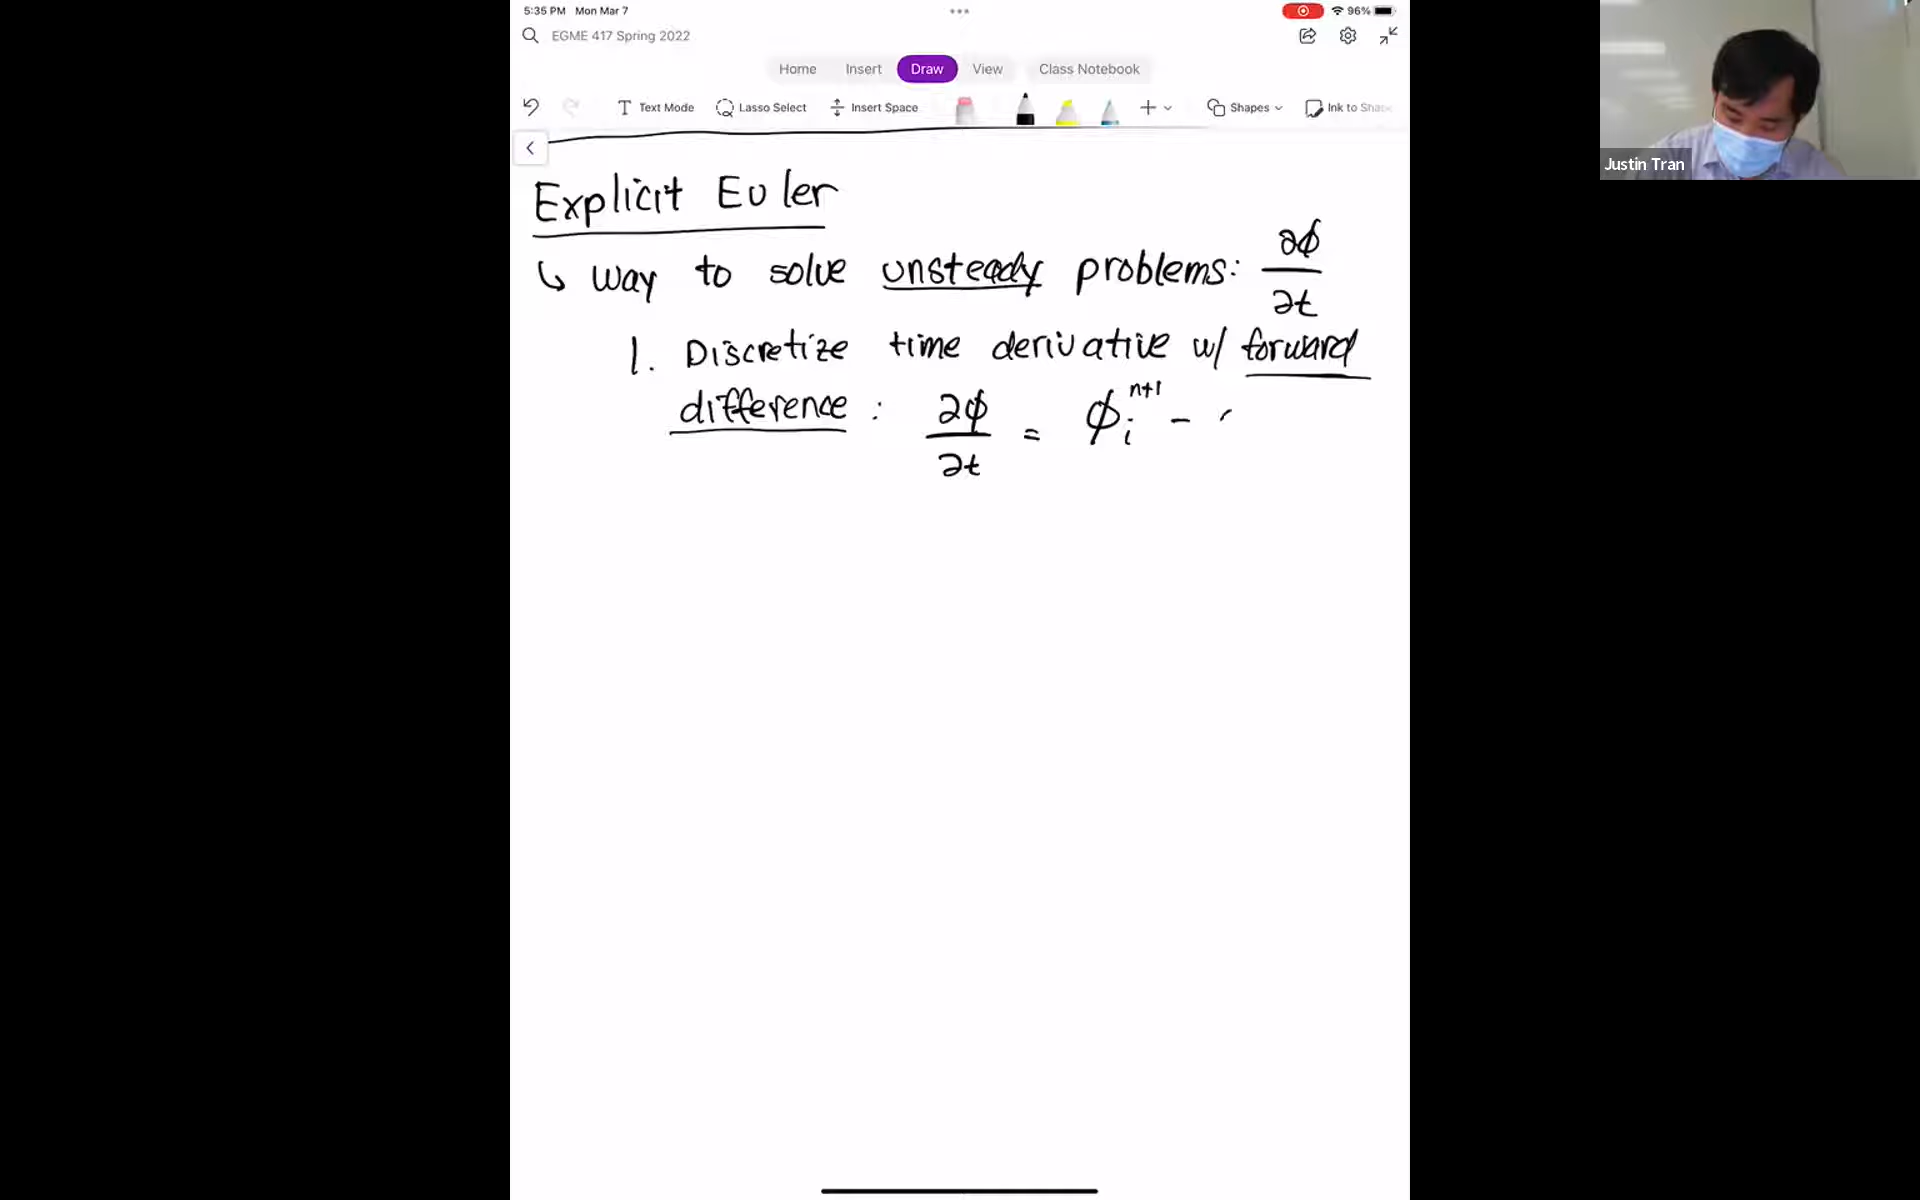 5:35 PM Mon Mar 7
96%
EGME 417 Spring 2022
Home Insert Draw View Class Notebook
Text Mode Lasso Select Insert Space Shapes Ink to Shape
Justin Tran
Explicit Euler
↳ way to solve unsteady problems: ∂ϕ/∂t
1. Discretize time derivative w/ forward
difference: ∂ϕ/∂t = ϕᵢⁿ⁺¹ -